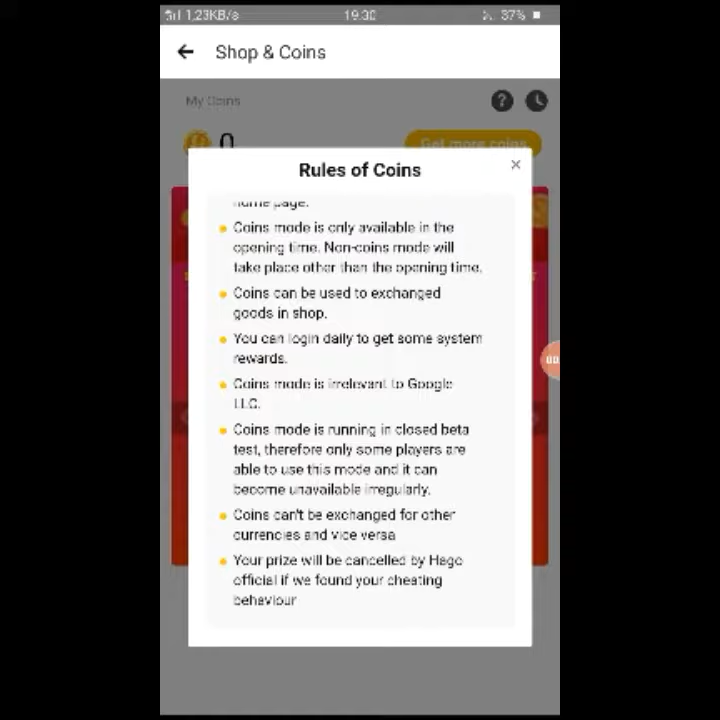 1.23KB/s 19:30 37%
Shop & Coins
My Coins
0 Get more coins
Rules of Coins
home page.
Coins mode is only available in the
opening time. Non-coins mode will
take place other than the opening time.
Coins can be used to exchanged
goods in shop.
You can login daily to get some system
rewards.
Coins mode is irrelevant to Google
LLC.
Coins mode is running in closed beta
test, therefore only some players are
able to use this mode and it can
become unavailable irregularly.
Coins can't be exchanged for other
currencies and vice versa
Your prize will be cancelled by Hago
official if we found your cheating
behaviour